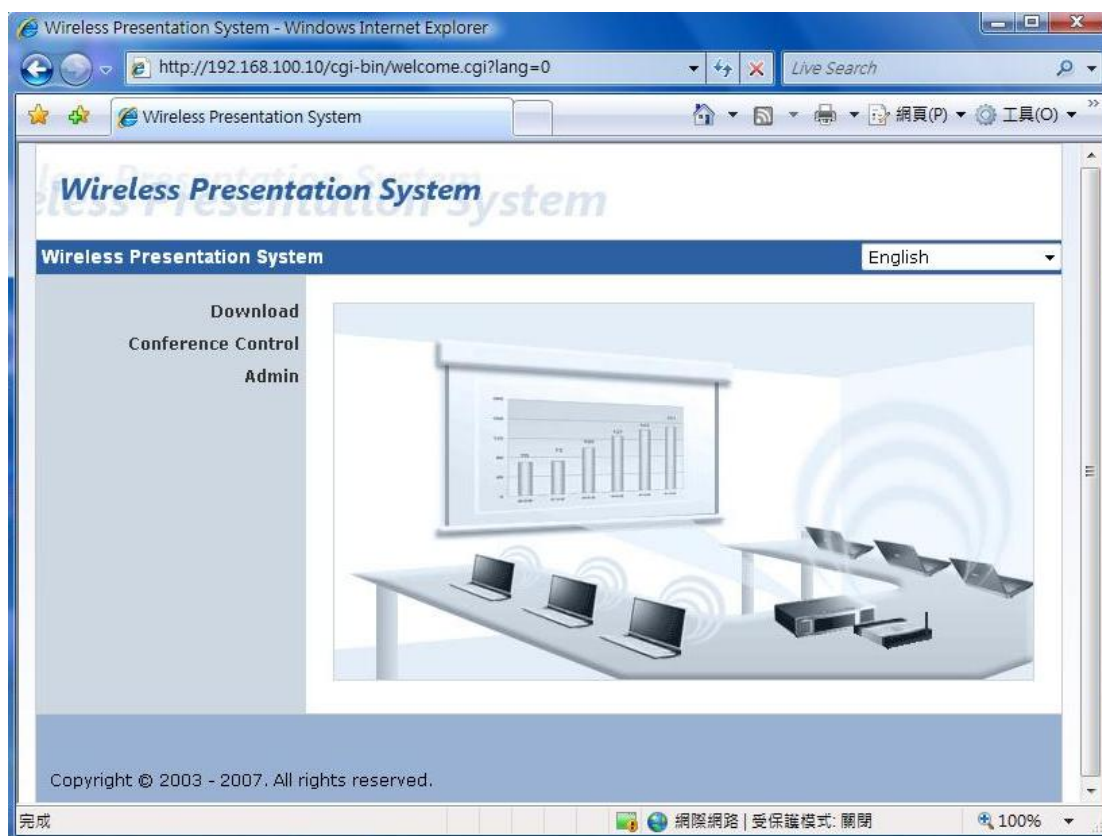 Wireless Presentation System - Windows Internet Explorer
http://192.168.100.10/cgi-bin/welcome.cgi?lang=0
Live Search
Wireless Presentation System
網頁(P)
工具(O)
Wireless Presentation System
Wireless Presentation System
English
Download
Conference Control
Admin
Copyright © 2003 - 2007. All rights reserved.
完成
網際網路 | 受保護模式: 關閉
100%